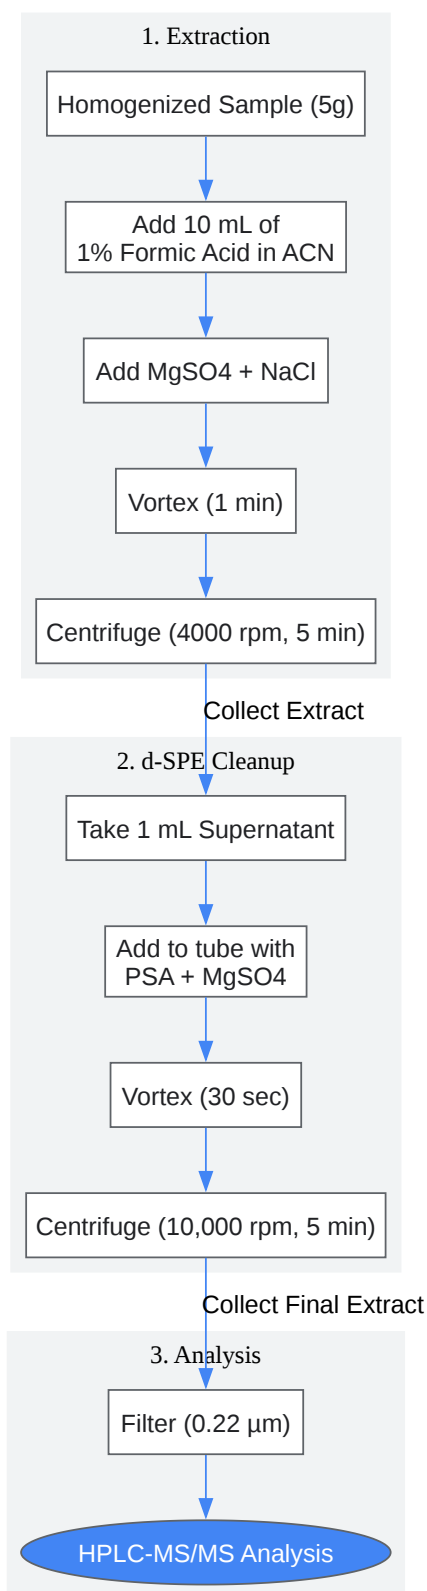 1. Extraction
Homogenized Sample (5g)
Add 10 mL of
1% Formic Acid in ACN
Add MgSO4 + NaCl
Vortex (1 min)
Centrifuge (4000 rpm, 5 min)
Collect Extract
2. d-SPE Cleanup
Take 1 mL Supernatant
Add to tube with
PSA + MgSO4
Vortex (30 sec)
Centrifuge (10,000 rpm, 5 min)
Collect Final Extract
3. Analysis
Filter (0.22 µm)
HPLC-MS/MS Analysis